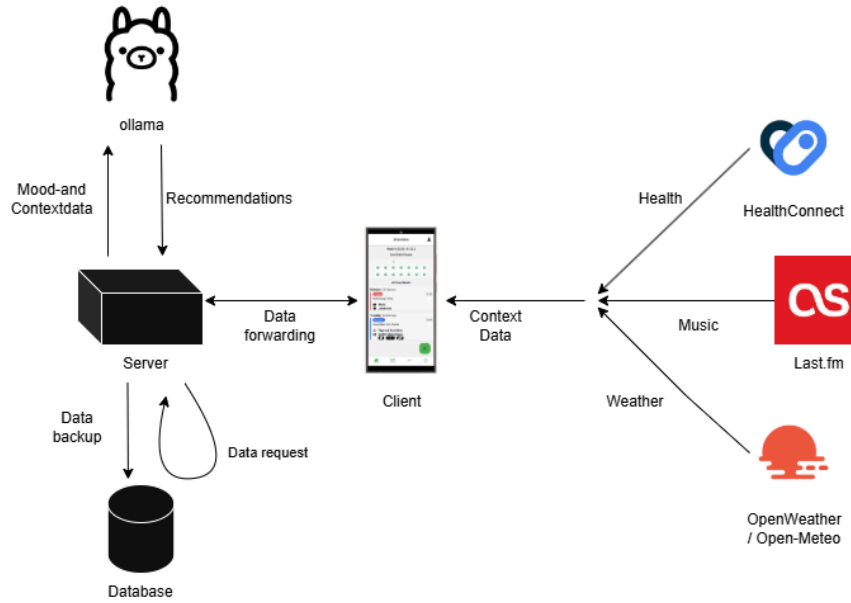 ollama
Mood-and
Contextdata
Recommendations
Health
HealthConnect
Data
forwarding
Context
Data
Music
Last.fm
Server
Client
Weather
Data
backup
Data request
OpenWeather
/ Open-Meteo
Database